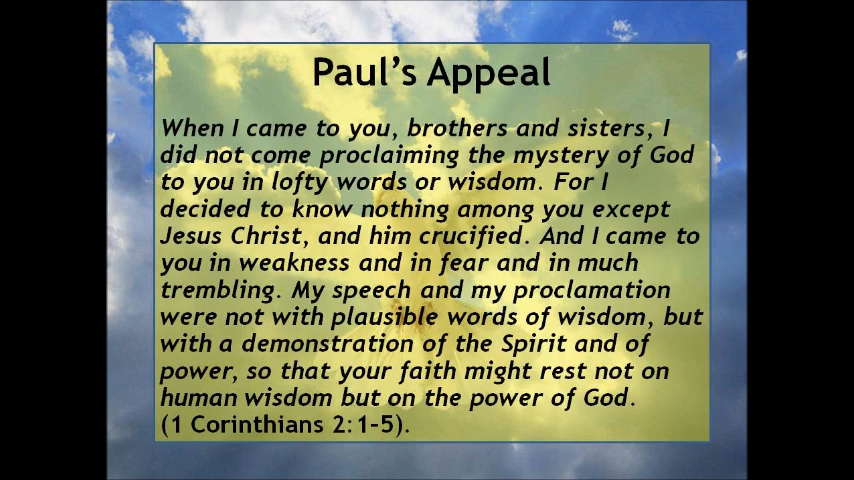 Paul's Appeal
When I came to you, brothers and sisters, I
did not come proclaiming the mystery of God
to you in lofty words or wisdom. For I
decided to know nothing among you except
Jesus Christ, and him crucified. And I came to
you in weakness and in fear and in much
trembling. My speech and my proclamation
were not with plausible words of wisdom, but
with a demonstration of the Spirit and of
power, so that your faith might rest not on
human wisdom but on the power of God.
(1 Corinthians 2:1–5).